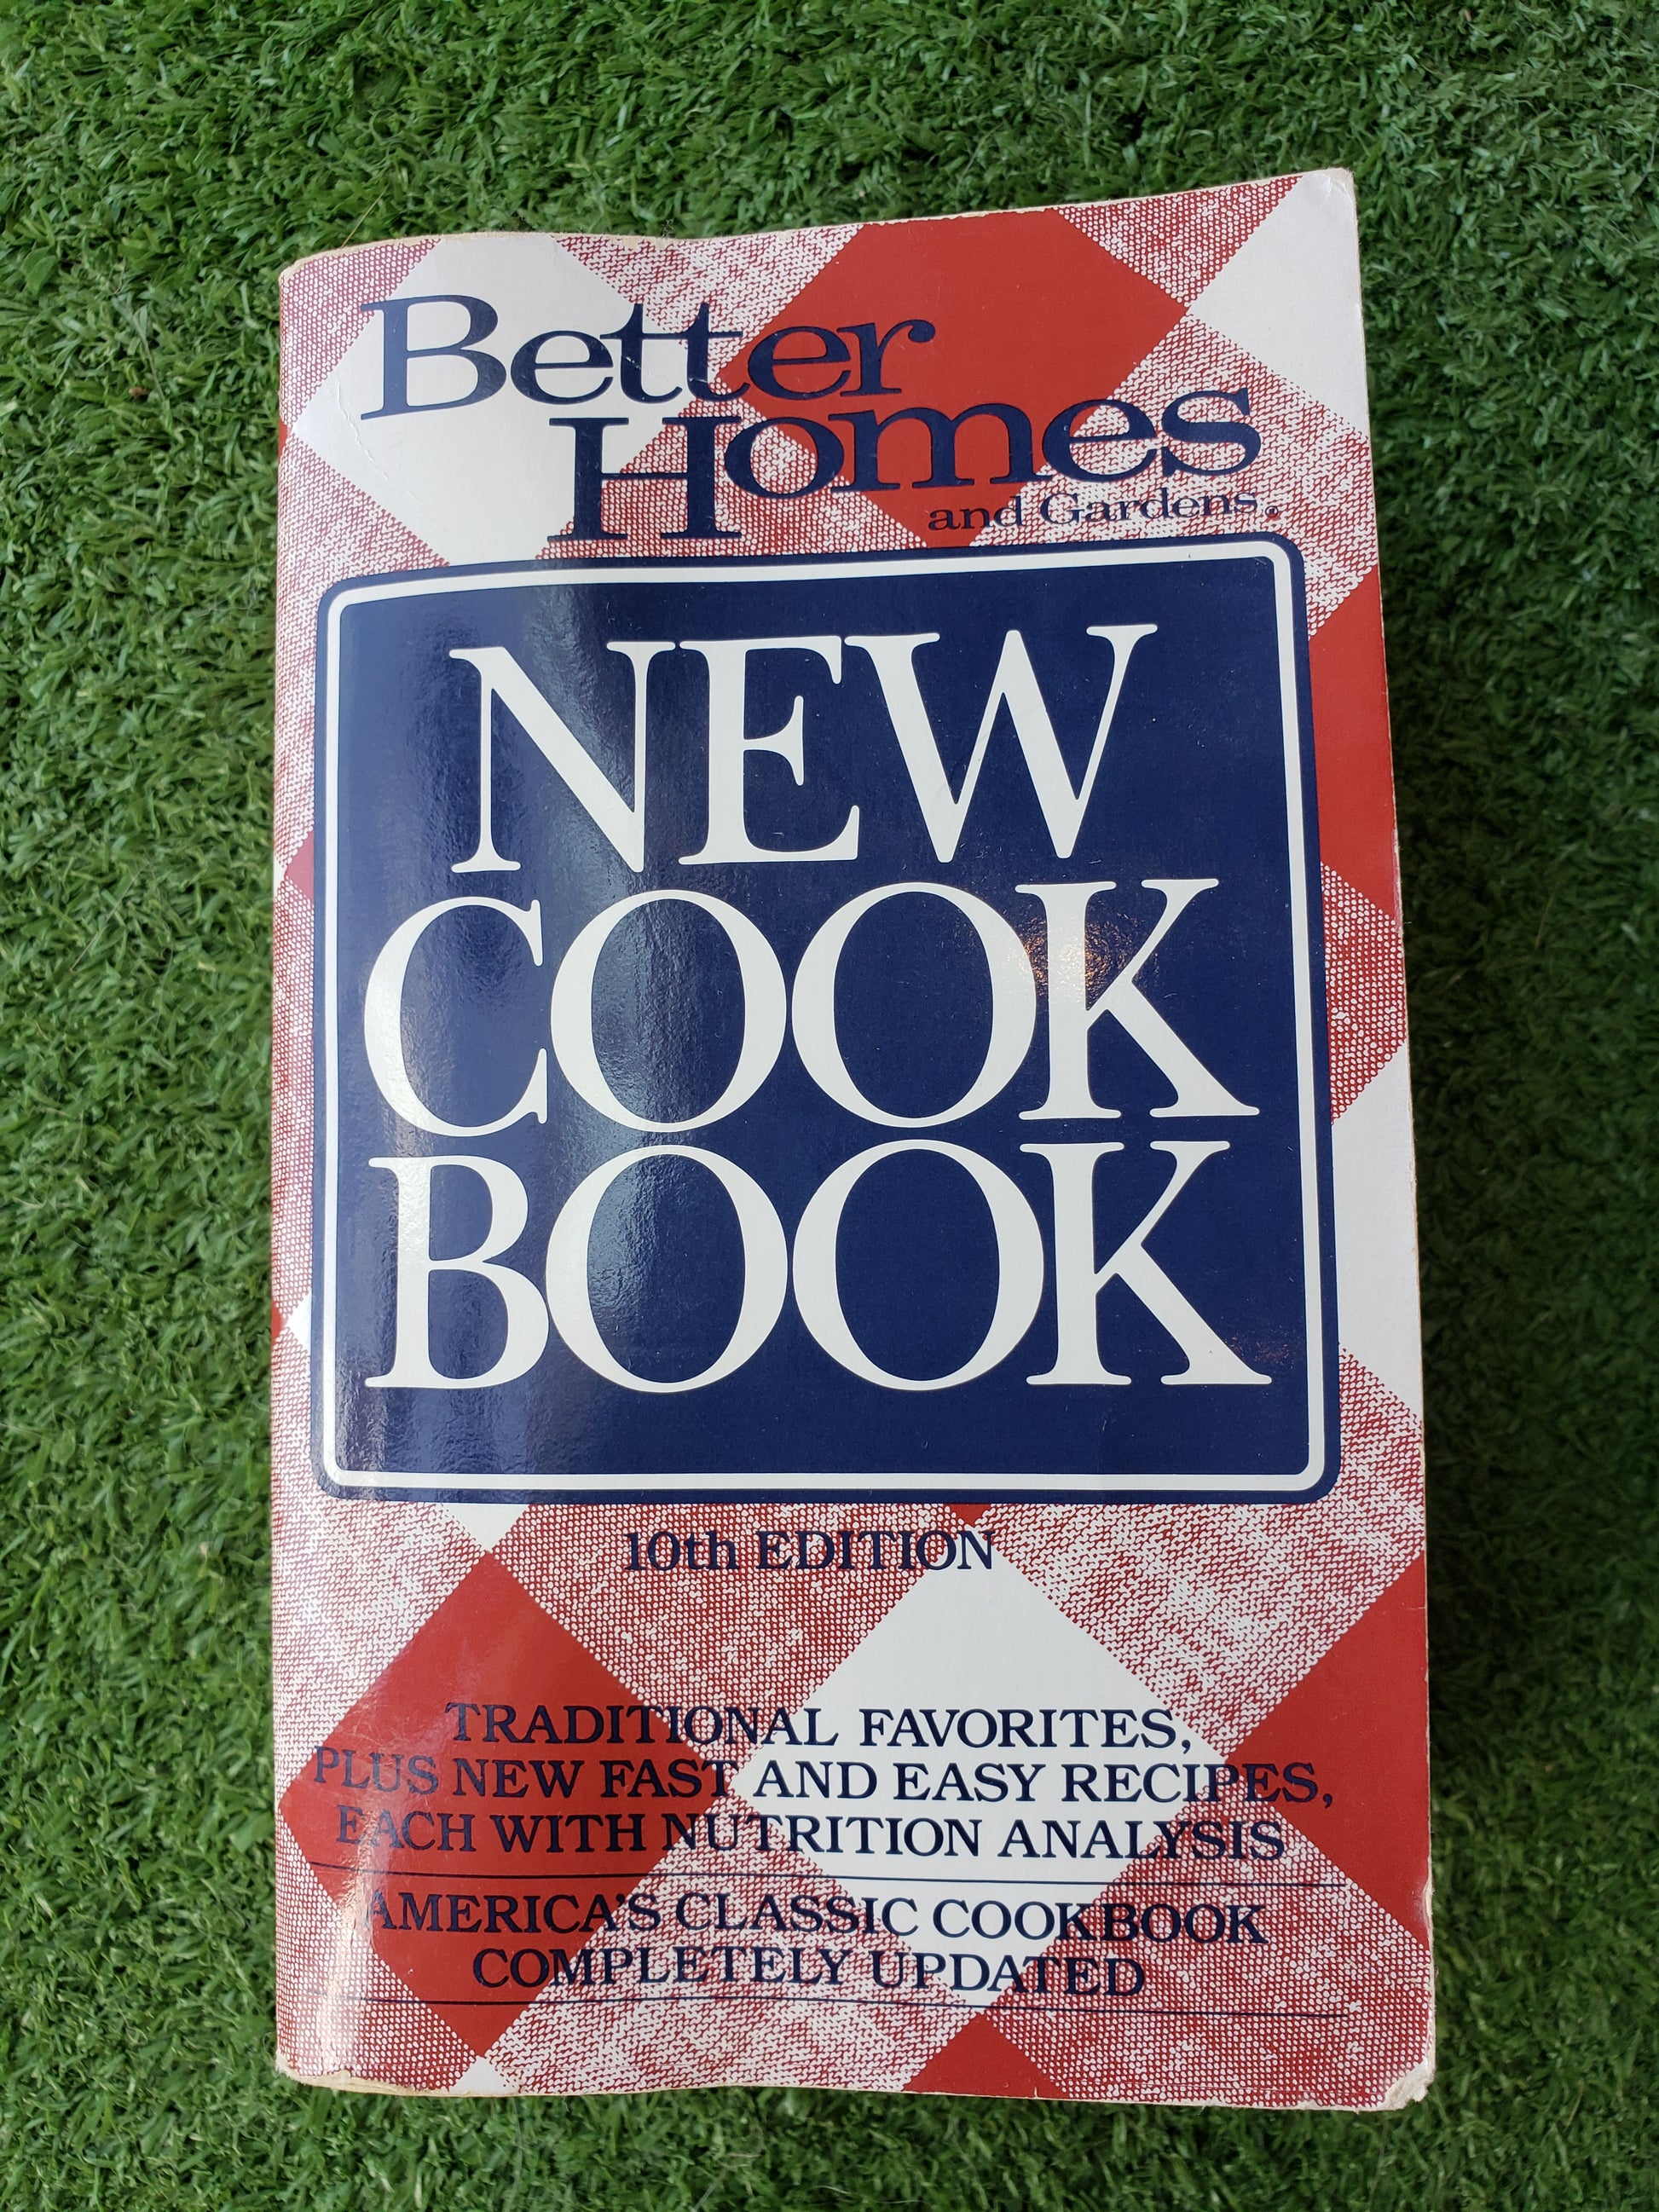 Better
Homes
and Gardens®
NEW
COOK
BOOK
10th EDITION
TRADITIONAL FAVORITES,
PLUS NEW FAST AND EASY RECIPES,
EACH WITH NUTRITION ANALYSIS
AMERICA'S CLASSIC COOKBOOK
COMPLETELY UPDATED